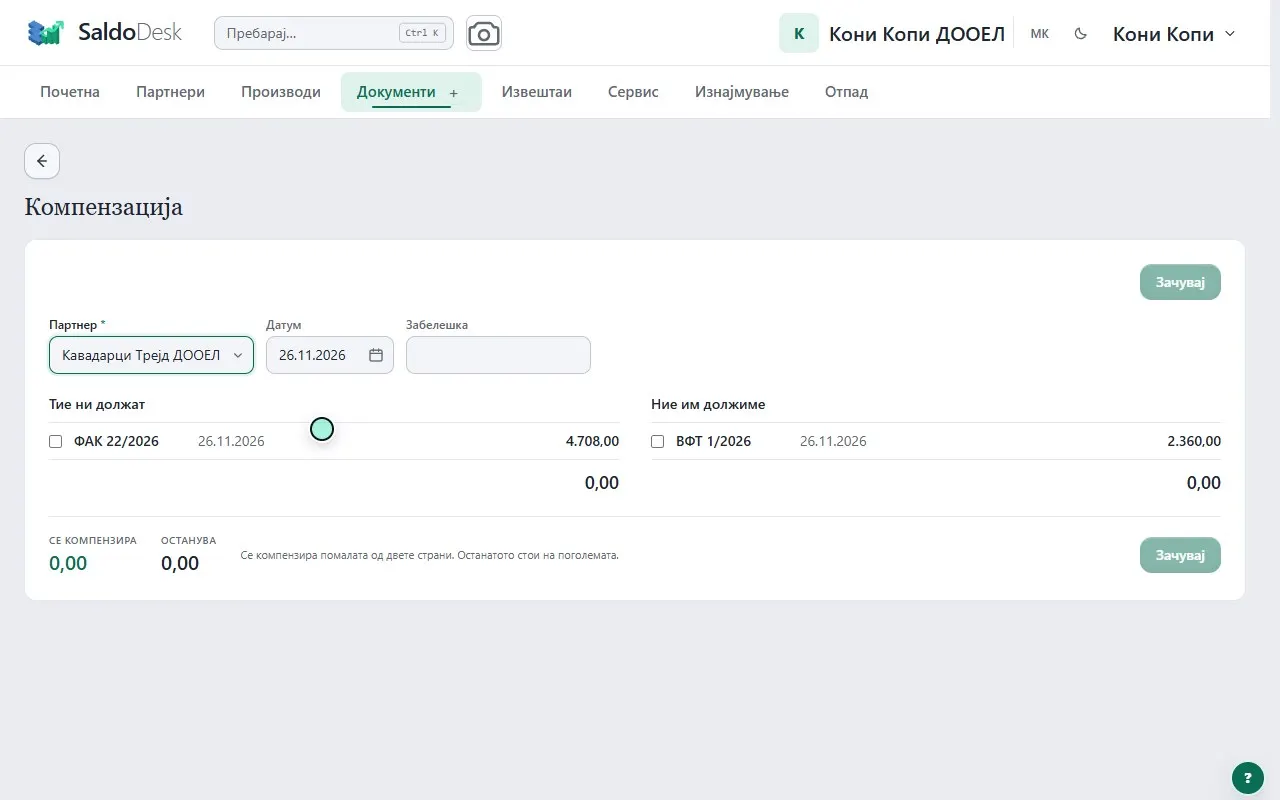 SaldoDesk
Пребарај...
Ctrl K
К
Кони Копи ДООЕЛ
МК
Кони Копи
Почетна
Партнери
Производи
Документи +
Извештаи
Сервис
Изнајмување
Отпад
Компензација
Зачувај
Партнер *
Датум
Забелешка
Кавадарци Трејд ДООЕЛ
26.11.2026
Тие ни должат
Ние им должиме
ФАК 22/2026 26.11.2026 4.708,00
ВФТ 1/2026 26.11.2026 2.360,00
0,00
0,00
СЕ КОМПЕНЗИРА
ОСТАНУВА
0,00
0,00
Се компензира помалата од двете страни. Останатото стои на поголемата.
Зачувај
?